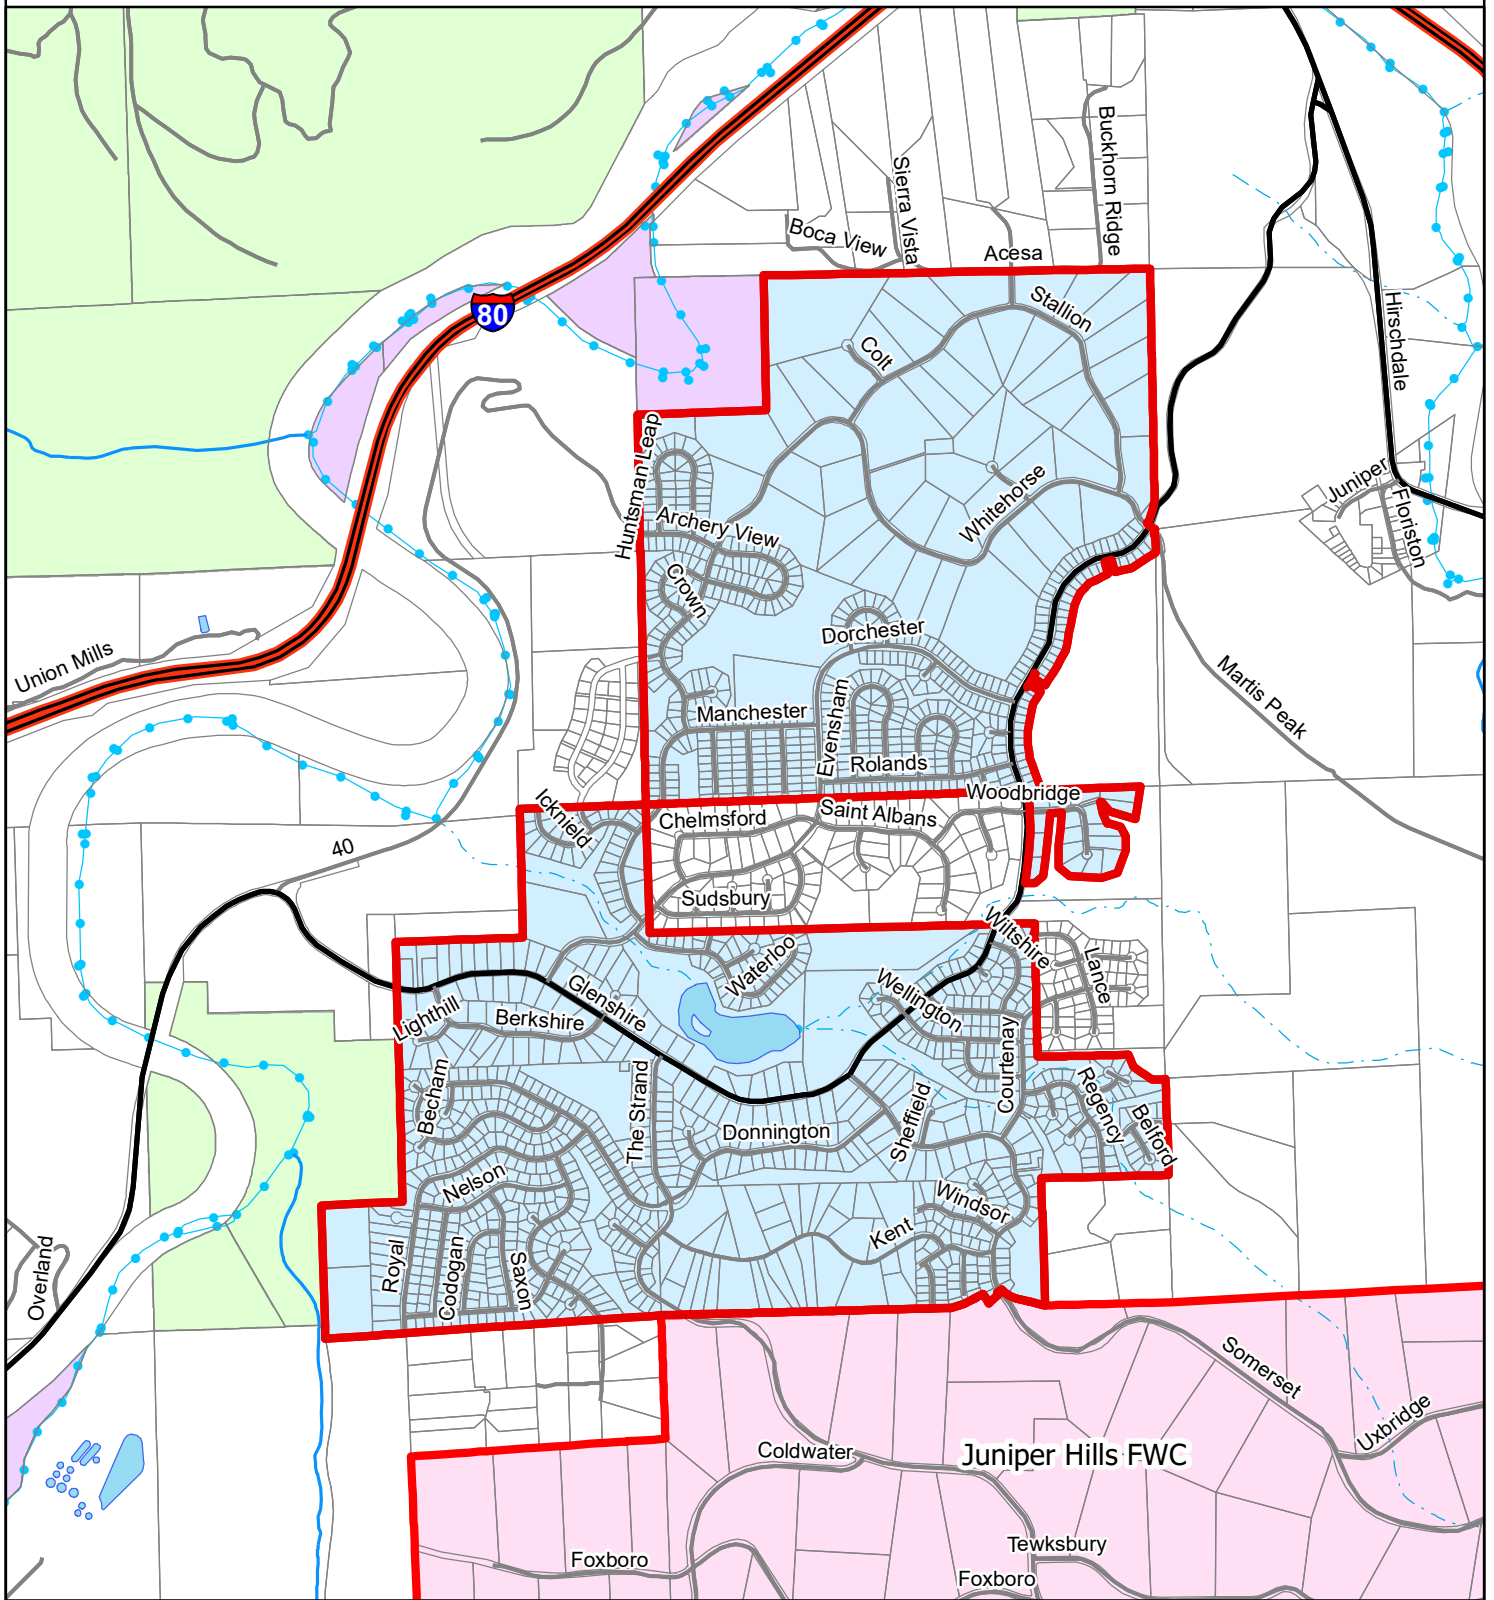 Buckhorn Ridge
Sierra Vista
Boca View
Acesa
Stallion
80
Hirschdale
Colt
Huntsman Leap
Whitehorse
Juniper
Floriston
Archery View
Crown
Dorchester
Union Mills
Martis Peak
Evensham
Manchester
Rolands
Woodbridge
Icknield
Chelmsford
Saint Albans
40
Sudsbury
Wiltshire
Waterloo
Lance
Wellington
Glenshire
Lighthill
Berkshire
Courtenay
Becham
The Strand
Regency
Sheffield
Belford
Donnington
Nelson
Windsor
Kent
Overland
Royal
Codogan
Saxon
Somerset
Uxbridge
Coldwater
Juniper Hills FWC
Tewksbury
Foxboro
Foxboro